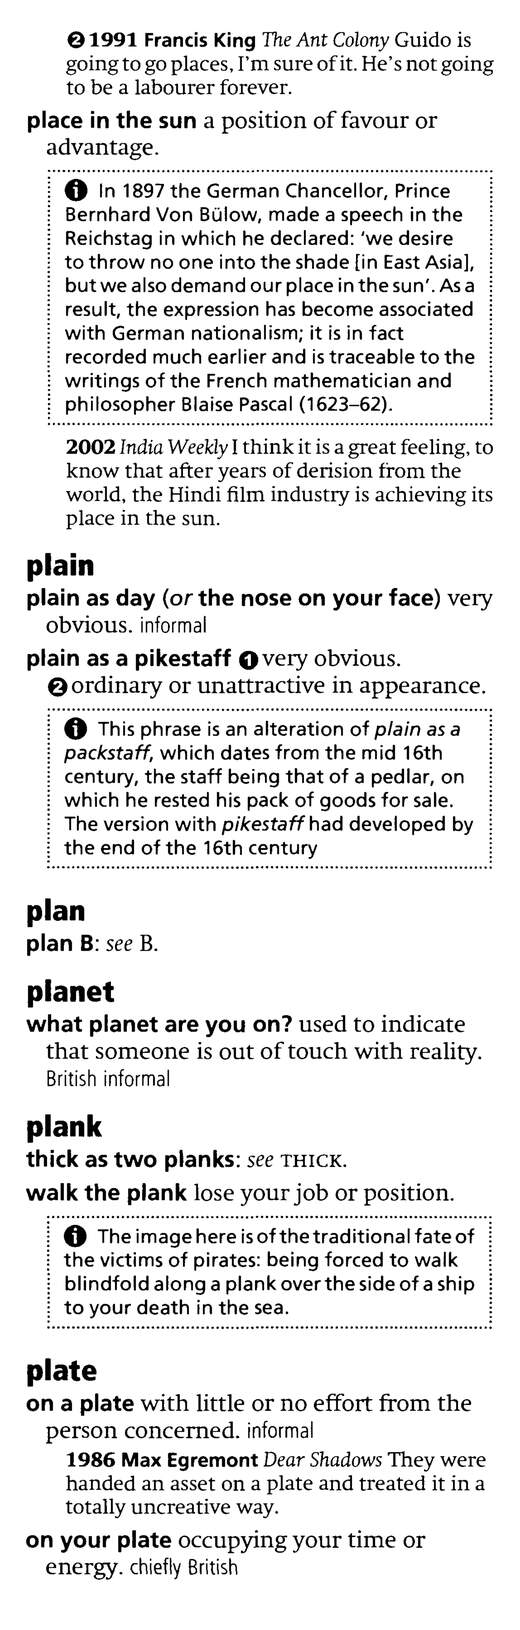 ❷ 1991 Francis King The Ant Colony Guido is
going to go places, I'm sure of it. He's not going
to be a labourer forever.
place in the sun a position of favour or
advantage.
ℹ In 1897 the German Chancellor, Prince
Bernhard Von Bülow, made a speech in the
Reichstag in which he declared: 'we desire
to throw no one into the shade [in East Asia],
but we also demand our place in the sun'. As a
result, the expression has become associated
with German nationalism; it is in fact
recorded much earlier and is traceable to the
writings of the French mathematician and
philosopher Blaise Pascal (1623–62).
2002 India Weekly I think it is a great feeling, to
know that after years of derision from the
world, the Hindi film industry is achieving its
place in the sun.
plain
plain as day (or the nose on your face) very
obvious. informal
plain as a pikestaff ❶ very obvious.
❷ ordinary or unattractive in appearance.
ℹ This phrase is an alteration of plain as a
packstaff, which dates from the mid 16th
century, the staff being that of a pedlar, on
which he rested his pack of goods for sale.
The version with pikestaff had developed by
the end of the 16th century
plan
plan B: see B.
planet
what planet are you on? used to indicate
that someone is out of touch with reality.
British informal
plank
thick as two planks: see THICK.
walk the plank lose your job or position.
ℹ The image here is of the traditional fate of
the victims of pirates: being forced to walk
blindfold along a plank over the side of a ship
to your death in the sea.
plate
on a plate with little or no effort from the
person concerned. informal
1986 Max Egremont Dear Shadows They were
handed an asset on a plate and treated it in a
totally uncreative way.
on your plate occupying your time or
energy. chiefly British